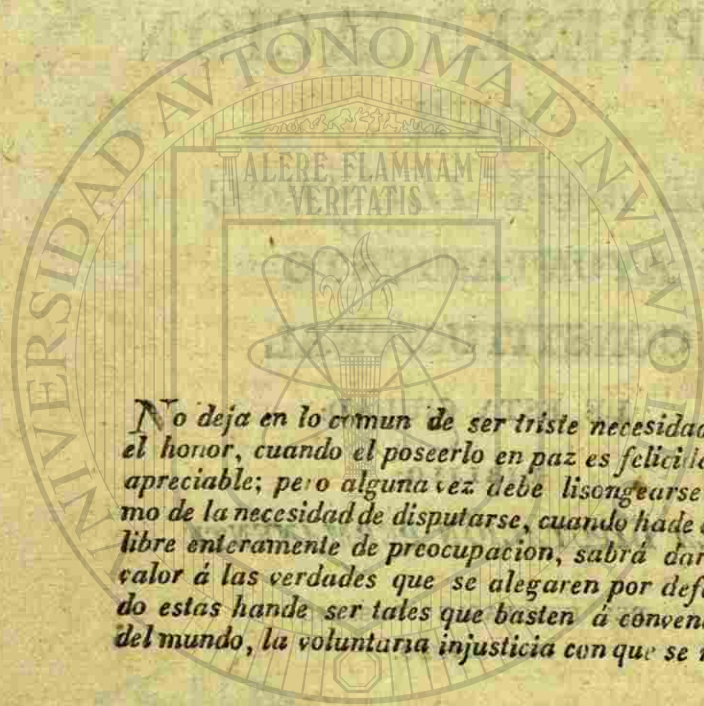 UNIVERSIDAD AVTONOMA D NVEVO
ALERE FLAMMAM
VERITATIS
No deja en lo comun de ser triste necesidad
el honor, cuando el poseerlo en paz es
apreciable; pero alguna vez debe lisongearse
mo de la necesidad de disputarse, cuando hade
libre enteramente de preocupacion, sabrá dar
valor á las verdades que se alegaren por
do estas hande ser tales que basten á
del mundo, la voluntaria injusticia con que se